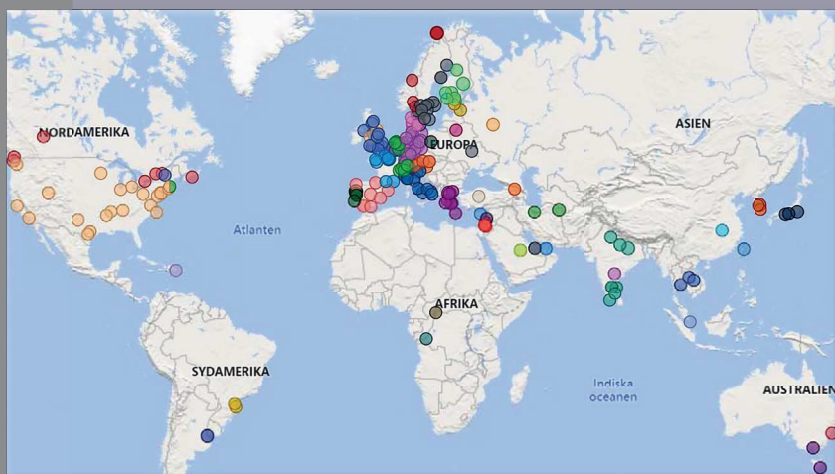 NORDAMERIKA
ASIEN
EUROPA
Atlanten
AFRIKA
SYDAMERIKA
Indiska
oceanen
AUSTRALIEN